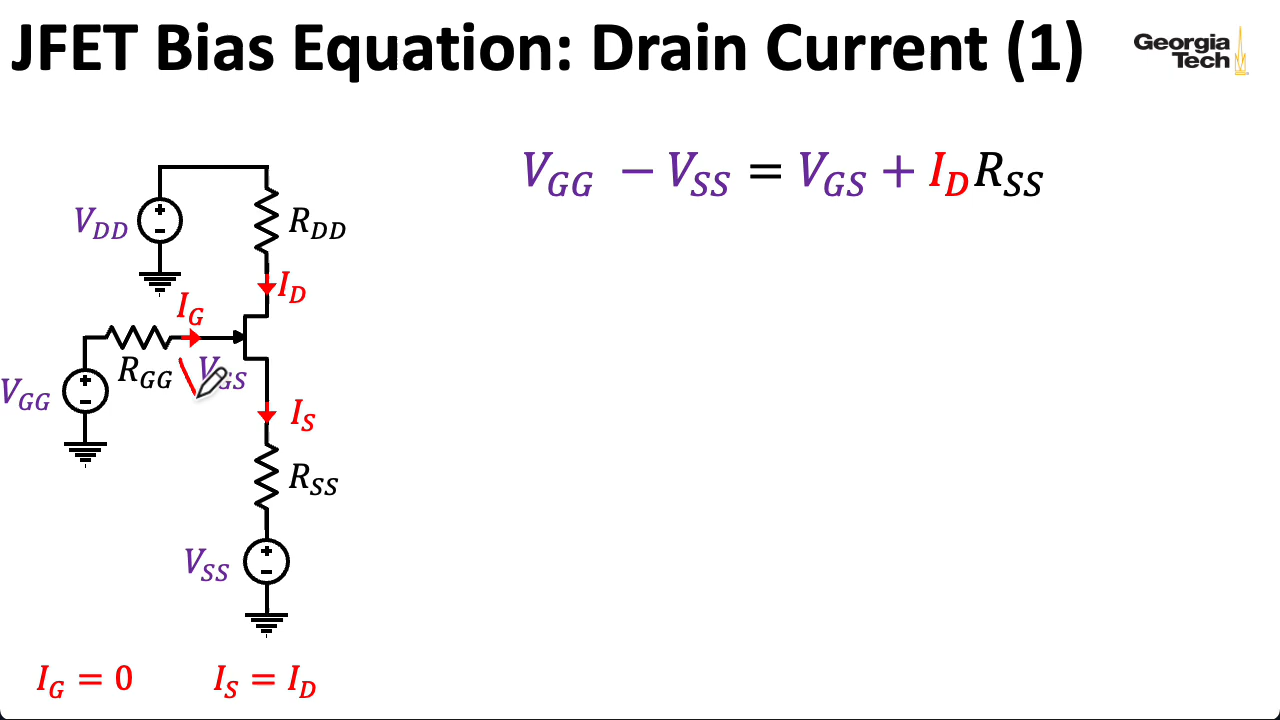 JFET Bias Equation: Drain Current (1)
Georgia
Tech
V_GG − V_SS = V_GS + I_D R_SS
V_DD
R_DD
I_D
I_G
R_GG
V_GS
V_GG
I_S
R_SS
V_SS
I_G = 0
I_S = I_D